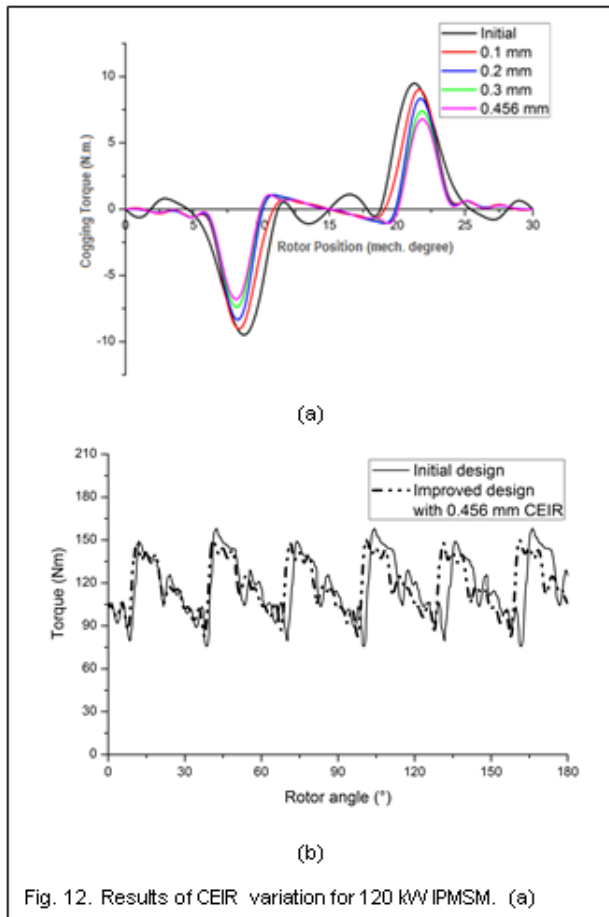 Initial
0.1 mm
0.2 mm
0.3 mm
0.456 mm
10
5
0
-5
-10
Cogging Torque (N.m.)
0 5 10 15 20 25 30
Rotor Position (mech. degree)
(a)
210
180
150
120
90
60
30
0
Torque (Nm)
Initial design
Improved design
with 0.456 mm CEIR
0 30 60 90 120 150 180
Rotor angle (°)
(b)
Fig. 12. Results of CEIR variation for 120 kW IPMSM. (a)